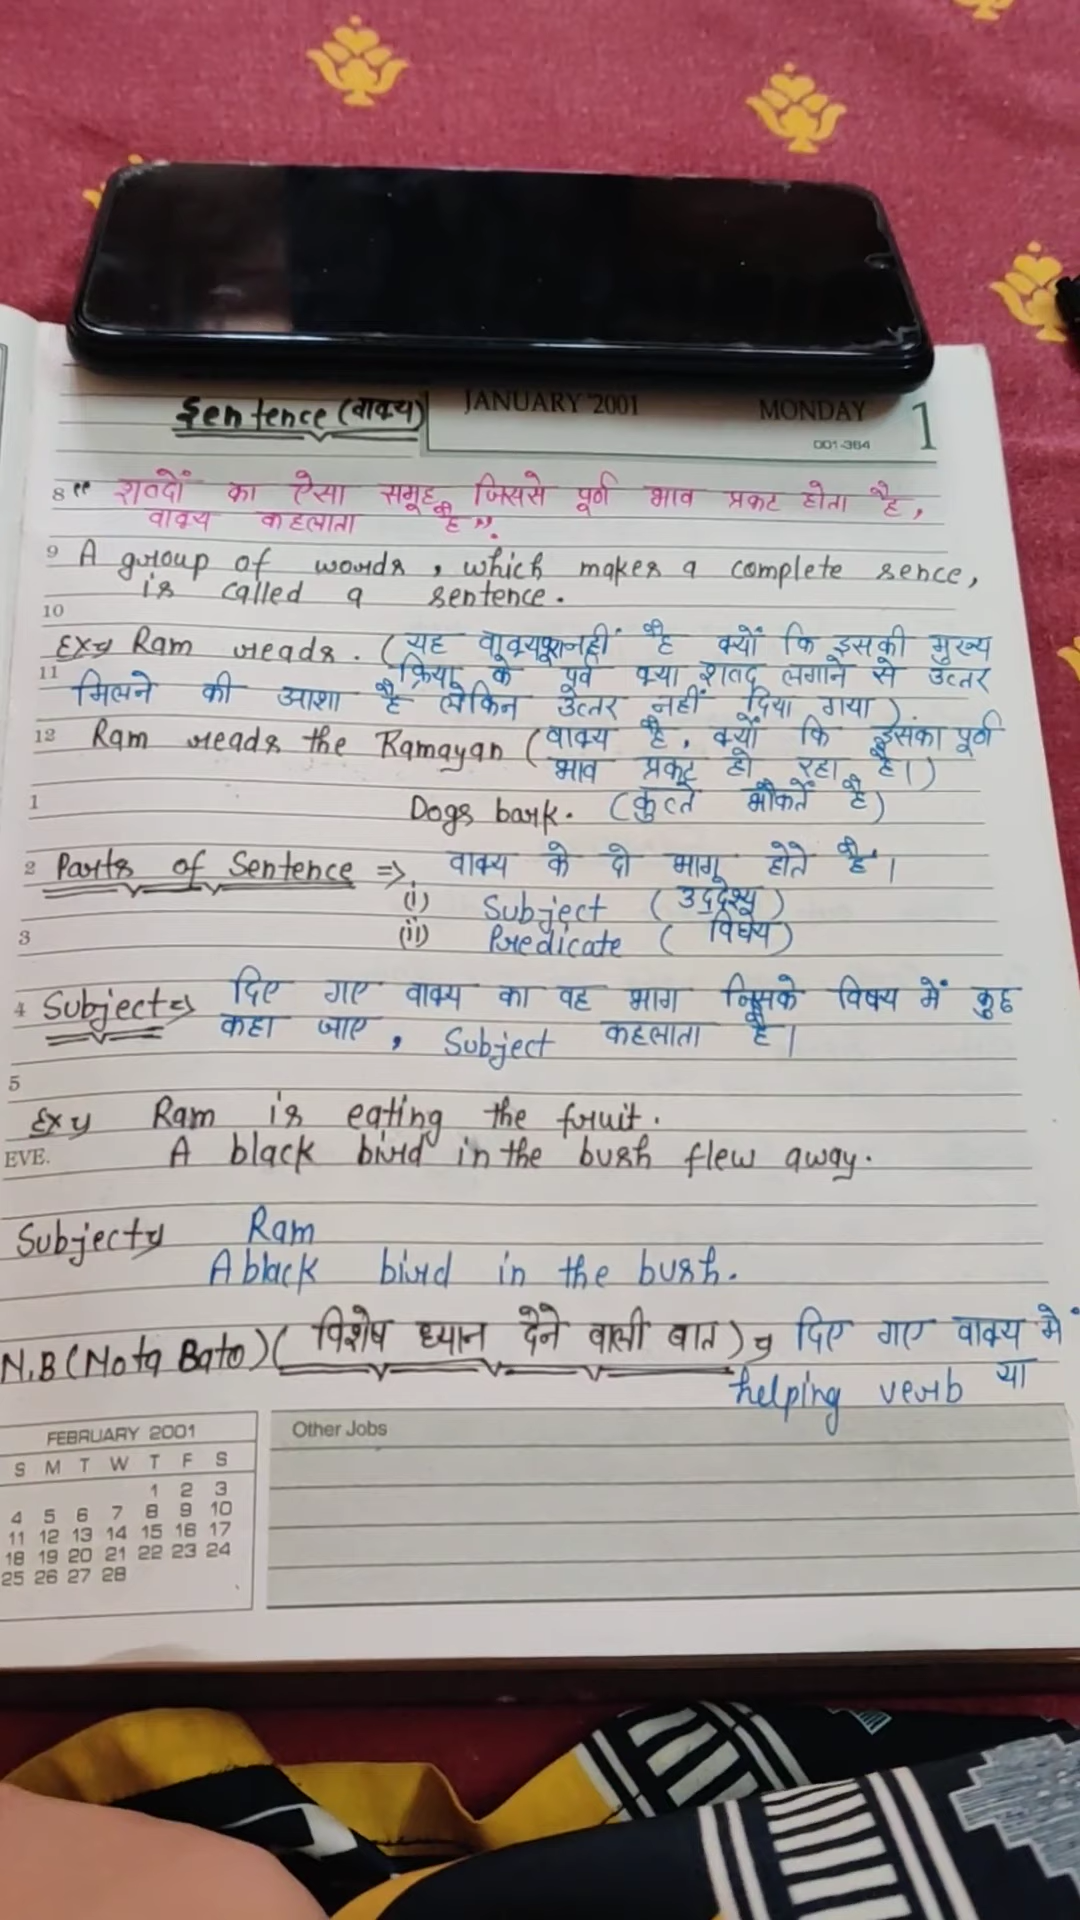 Sentence (वाक्य)
JANAURY 2001 MONDAY 1
001-364
8 " शब्दों का ऐसा समूह जिससे पूर्ण भाव प्रकट होता है,
वाक्य कहलाता है".
9 A group of words, which makes a complete sence,
is called a sentence.
10
Ex Ram reads. (यह वाक्य पूरा नहीं है क्यों कि इसकी मुख्य
11 क्रिया के पूर्व क्या शब्द लगाने से उत्तर
मिलने की आशा है लेकिन उत्तर नहीं दिया गया)
12 Ram reads the Ramayan (वाक्य है, क्यों कि इसका पूर्ण
भाव प्रकट हो रहा है।)
1 Dogs bark. (कुत्ते भौकतें है)
2 Parts of Sentence => वाक्य के दो भाग होते है।
(i) Subject (उद्देश्य)
3 (ii) Predicate (विधेय)
4 Subject => दिए गए वाक्य का वह भाग जिसके विषय में कुछ
कहा जाए, Subject कहलाता है।
5
Ex Ram is eating the fruit.
EVE. A black bird in the bush flew away.
Subject Ram
A black bird in the bush.
N.B (Nota Bato) (विशेष ध्यान देने वाली बात) दिए गए वाक्य में
helping verb या
FEBRUARY 2001
S M T W T F S
1 2 3
4 5 6 7 8 9 10
11 12 13 14 15 16 17
18 19 20 21 22 23 24
25 26 27 28
Other Jobs